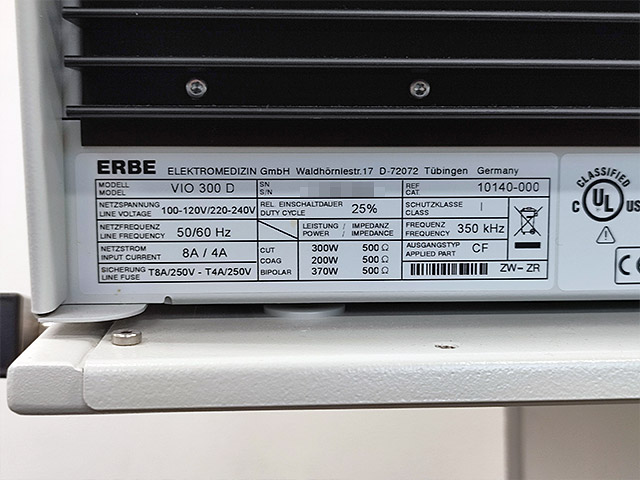 ERBE ELEKTROMEDIZIN GmbH Waldhörnlestr.17 D-72072 Tübingen Germany
MODELL
MODEL
VIO 300 D
SN
S/N
REF
CAT.
10140-000
NETZSPANNUNG
LINE VOLTAGE
100-120V/220-240V
REL. EINSCHALTDAUER
DUTY CYCLE
25%
SCHUTZKLASSE
CLASS
I
NETZFREQUENZ
LINE FREQUENCY
50/60 Hz
LEISTUNG / IMPEDANZ
POWER / IMPEDANCE
FREQUENZ
FREQUENCY
350 kHz
NETZSTROM
INPUT CURRENT
8A / 4A
CUT 300W 500 Ω
COAG 200W 500 Ω
BIPOLAR 370W 500 Ω
AUSGANGSTYP
APPLIED PART
CF
SICHERUNG
LINE FUSE
T8A/250V - T4A/250V
ZW-ZR
CLASSIFIED
C UL US
CE